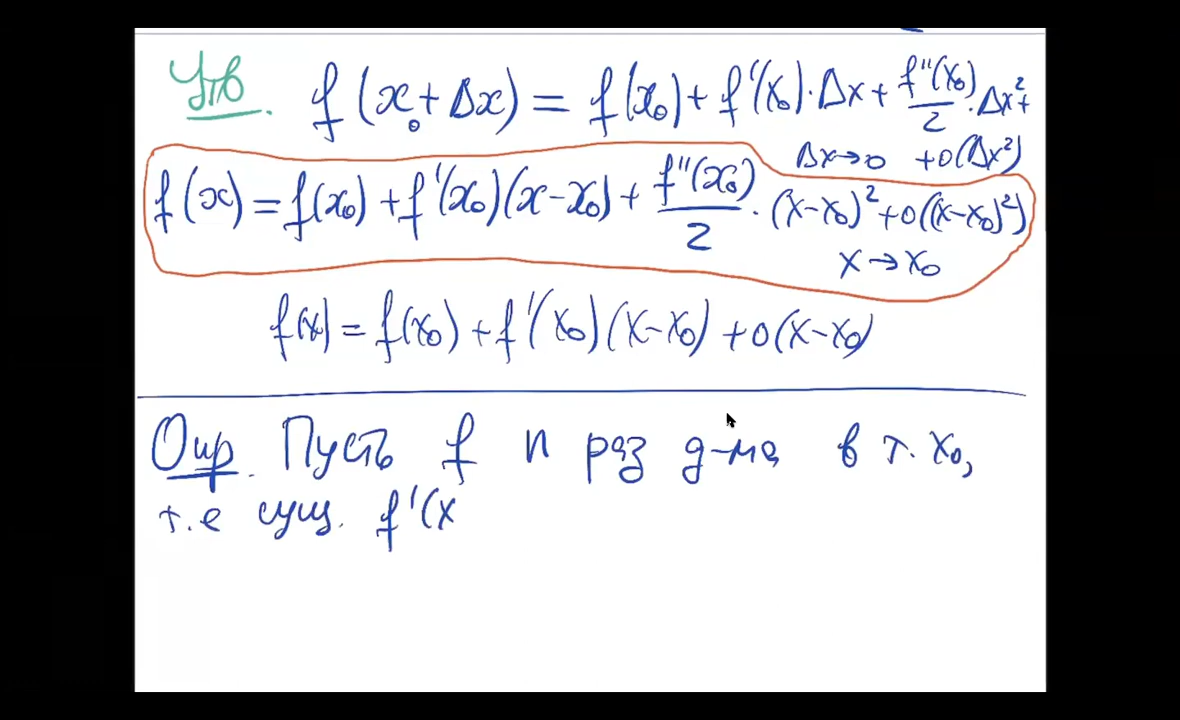 Утв. f(x₀+Δx) = f(x₀) + f'(x₀)·Δx + f''(x₀)/2 · Δx² +
Δx→0 +o(Δx²)
f(x) = f(x₀) + f'(x₀)(x-x₀) + f''(x₀)/2 · (x-x₀)² + o((x-x₀)²)
x → x₀
f(x) = f(x₀) + f'(x₀)(x-x₀) + o(x-x₀)
Опр. Пусть f n раз д-ма в т. x₀,
т.е сущ. f'(x